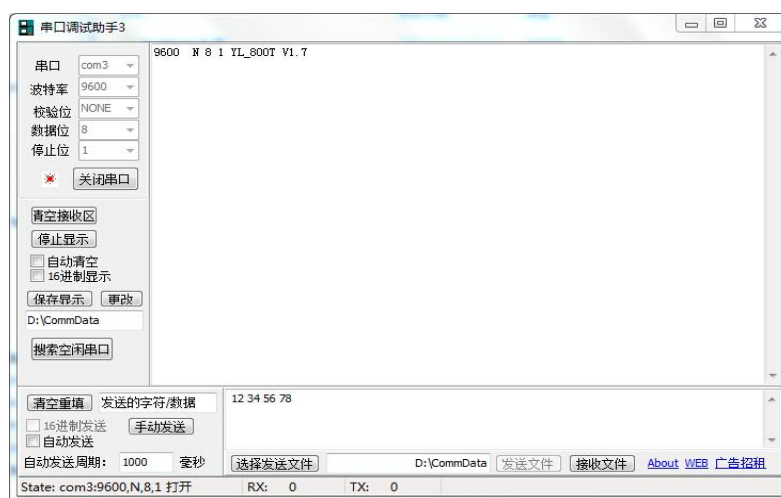 串口调试助手3
9600 N 8 1 YL_800T V1.7
串口 com3
波特率 9600
校验位 NONE
数据位 8
停止位 1
关闭串口
清空接收区
停止显示
自动清空
16进制显示
保存显示 更改
D:\CommData
搜索空闲串口
清空重填 发送的字符/数据 12 34 56 78
16进制发送 手动发送
自动发送
自动发送周期: 1000 毫秒 选择发送文件 D:\CommData 发送文件 接收文件 About WEB 广告招租
State: com3:9600,N,8,1 打开 RX: 0 TX: 0